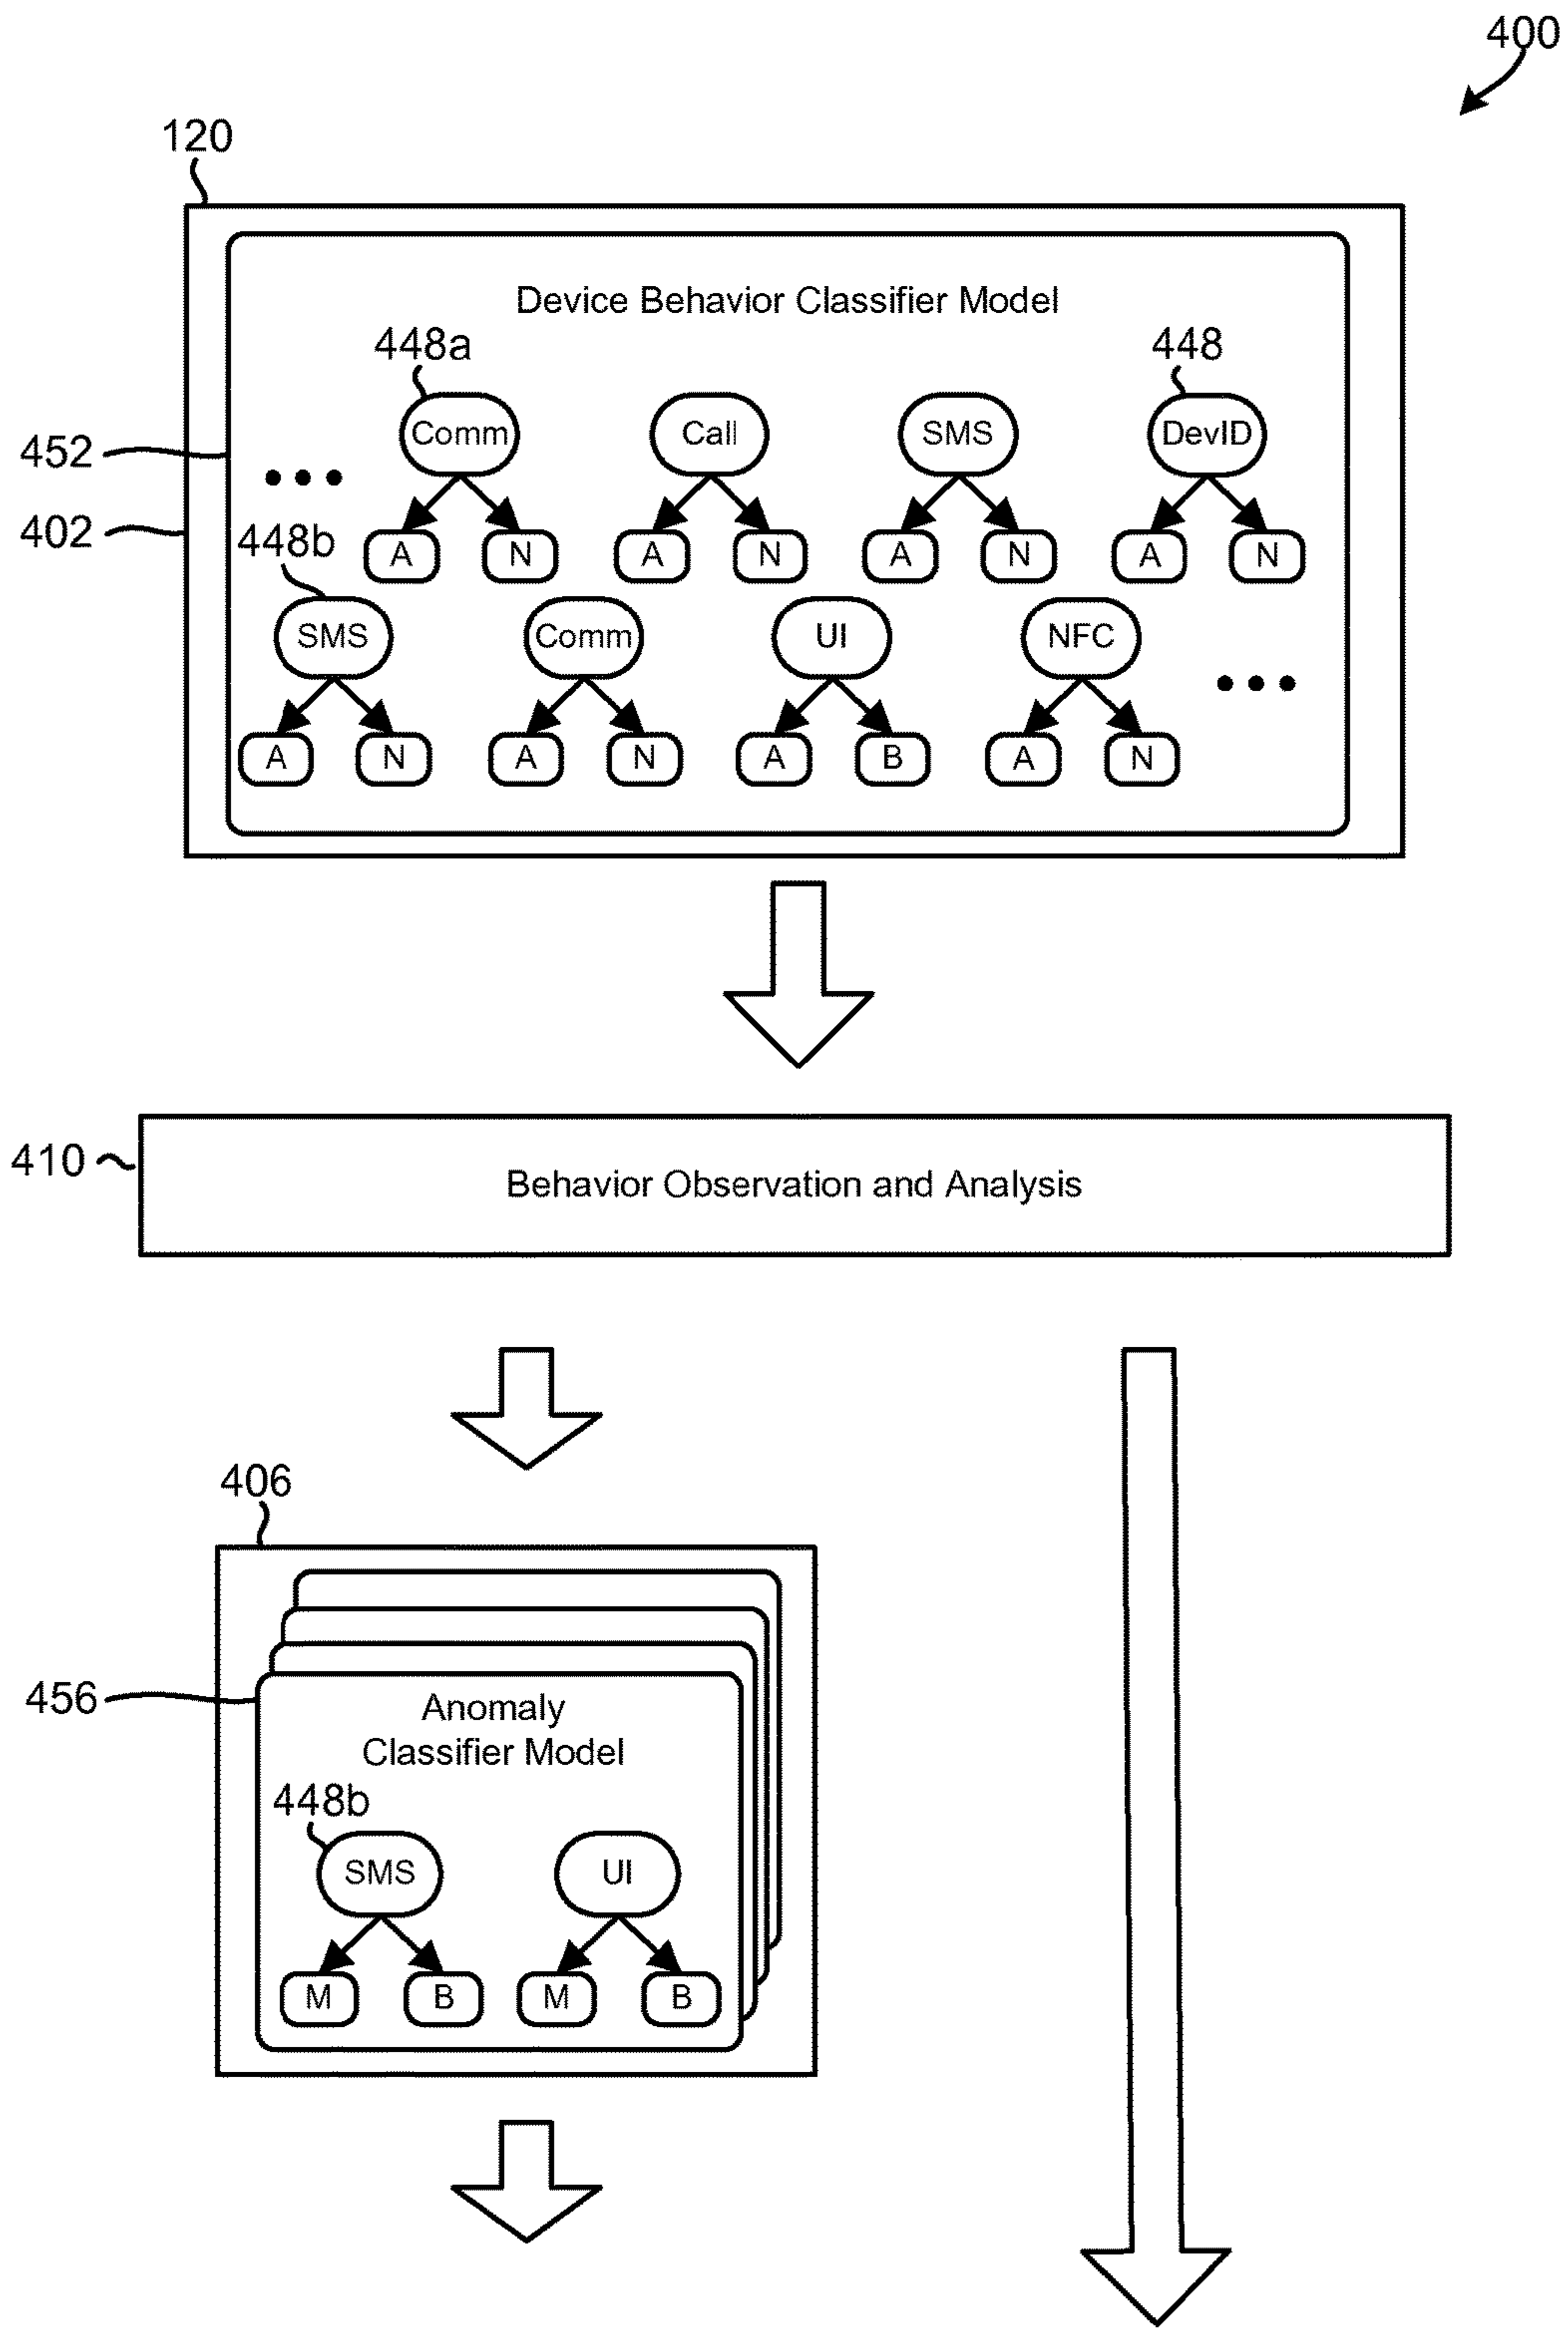 400
120
Device Behavior Classifier Model
448a
448
Comm
Call
SMS
DevID
452
402
448b
A
N
A
N
A
N
A
N
SMS
Comm
UI
NFC
A
N
A
N
A
B
A
N
410
Behavior Observation and Analysis
406
456
Anomaly
Classifier Model
448b
SMS
UI
M
B
M
B